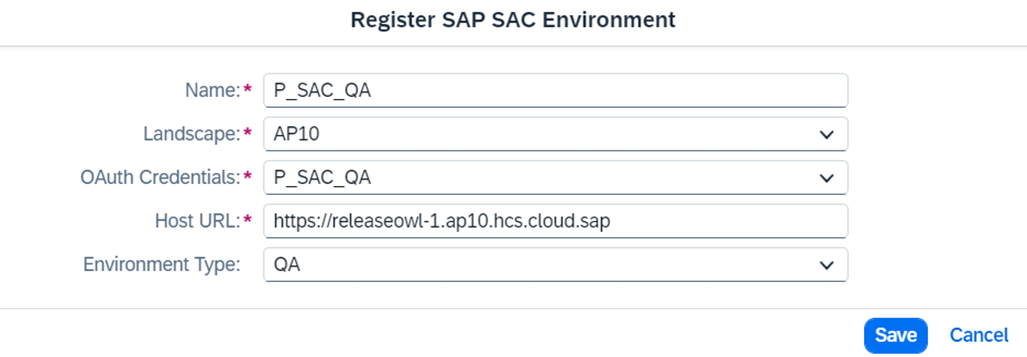 Register SAP SAC Environment
Name:* P_SAC_QA
Landscape:* AP10
OAuth Credentials:* P_SAC_QA
Host URL:* https://releaseowl-1.ap10.hcs.cloud.sap
Environment Type: QA
Save Cancel